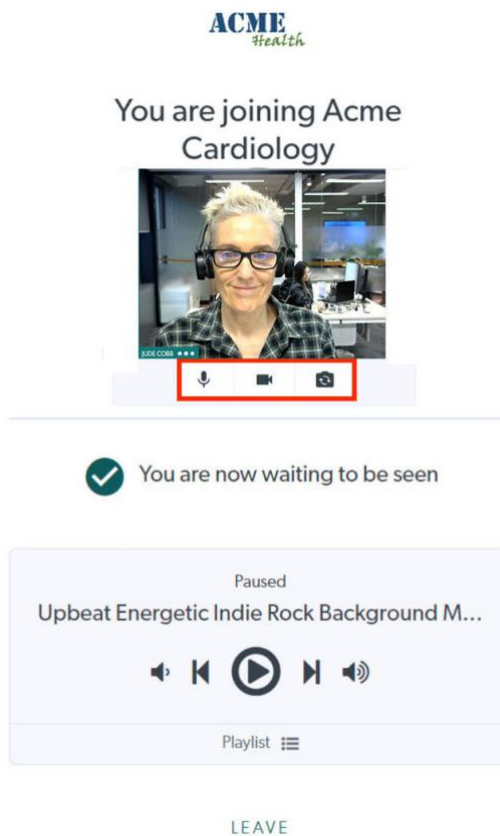 ACME
Health
You are joining Acme
Cardiology
JUDE COBB
You are now waiting to be seen
Paused
Upbeat Energetic Indie Rock Background M...
Playlist
LEAVE